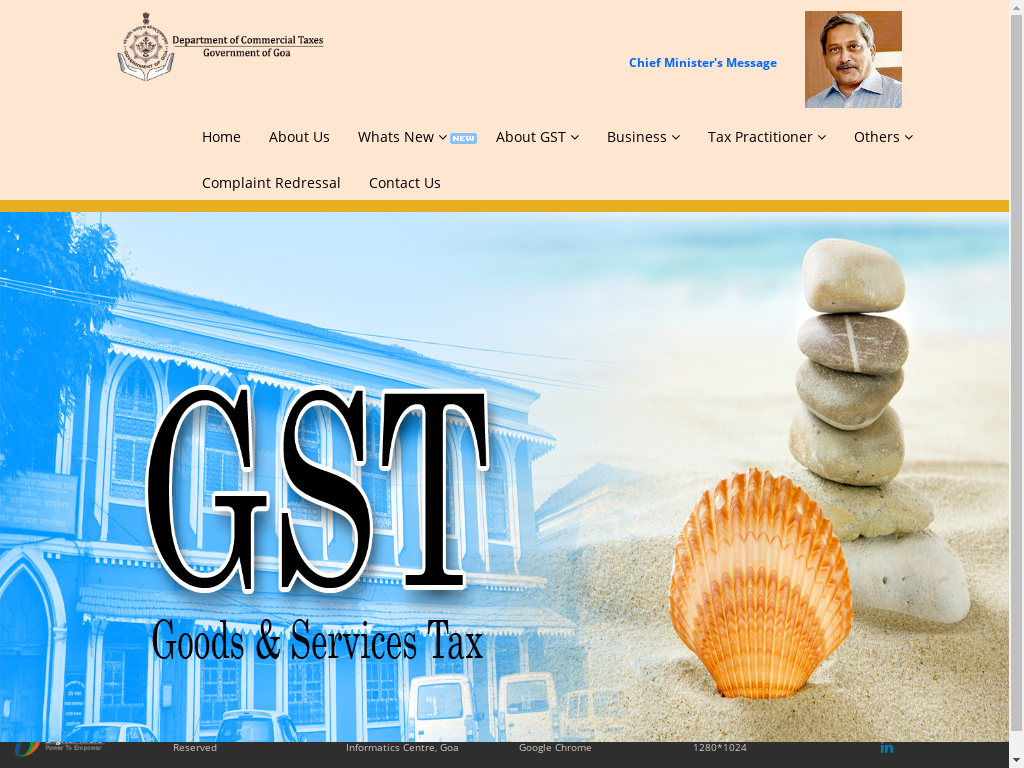 Department of Commercial Taxes
Government of Goa
Chief Minister's Message
Home About Us Whats New NEW About GST Business Tax Practitioner Others
Complaint Redressal Contact Us
GST
Goods & Services Tax
Power To Empower
Reserved Informatics Centre, Goa Google Chrome 1280*1024 in